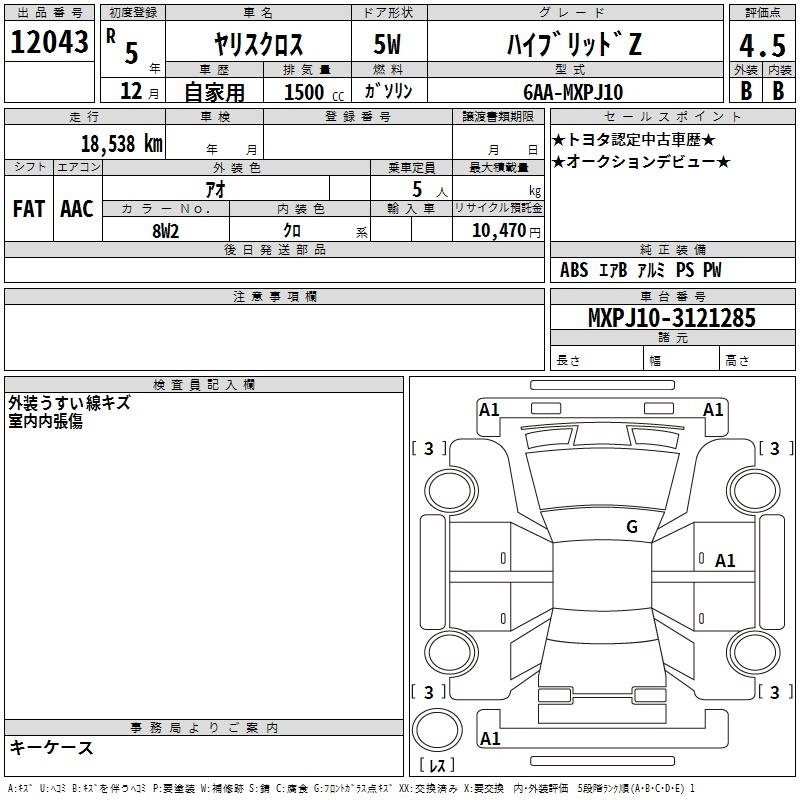 出品番号 初度登録 車名 ドア形状 グレード 評価点
12043 R 5 年 ヤリスクロス 5W ﾊｲﾌﾞﾘｯﾄﾞZ 4.5
車歴 排気量 燃料 型式 外装 内装
12 月 自家用 1500 CC ｶﾞｿﾘﾝ 6AA-MXPJ10 B B
走行 車検 登録番号 譲渡書類期限 セールスポイント
18,538 km 年 月 月 日 ★トヨタ認定中古車歴★
★オークションデビュー★
シフト エアコン 外装色 乗車定員 最大積載量
FAT AAC ｱｵ 5 人 kg
カラーNo. 内装色 輸入車 リサイクル預託金
8W2 ｸﾛ 系 10,470 円
後日発送部品 純正装備
ABS ｴｱB ｱﾙﾐ PS PW
注意事項欄 車台番号
MXPJ10-3121285
諸元
長さ 幅 高さ
検査員記入欄
外装うすい線キズ
室内内張傷
A1 A1
[ 3 ] [ 3 ]
G
A1
[ 3 ] [ 3 ]
事務局よりご案内
キーケース
A1
[ ﾚｽ ]
A:ｷｽﾞ U:ﾍｺﾐ B:ｷｽﾞを伴うﾍｺﾐ P:要塗装 W:補修跡 S:錆 C:腐食 G:ﾌﾛﾝﾄｶﾞﾗｽ点ｷｽﾞ XX:交換済み X:要交換 内・外装評価 5段階ﾗﾝｸ順(A･B･C･D･E) 1